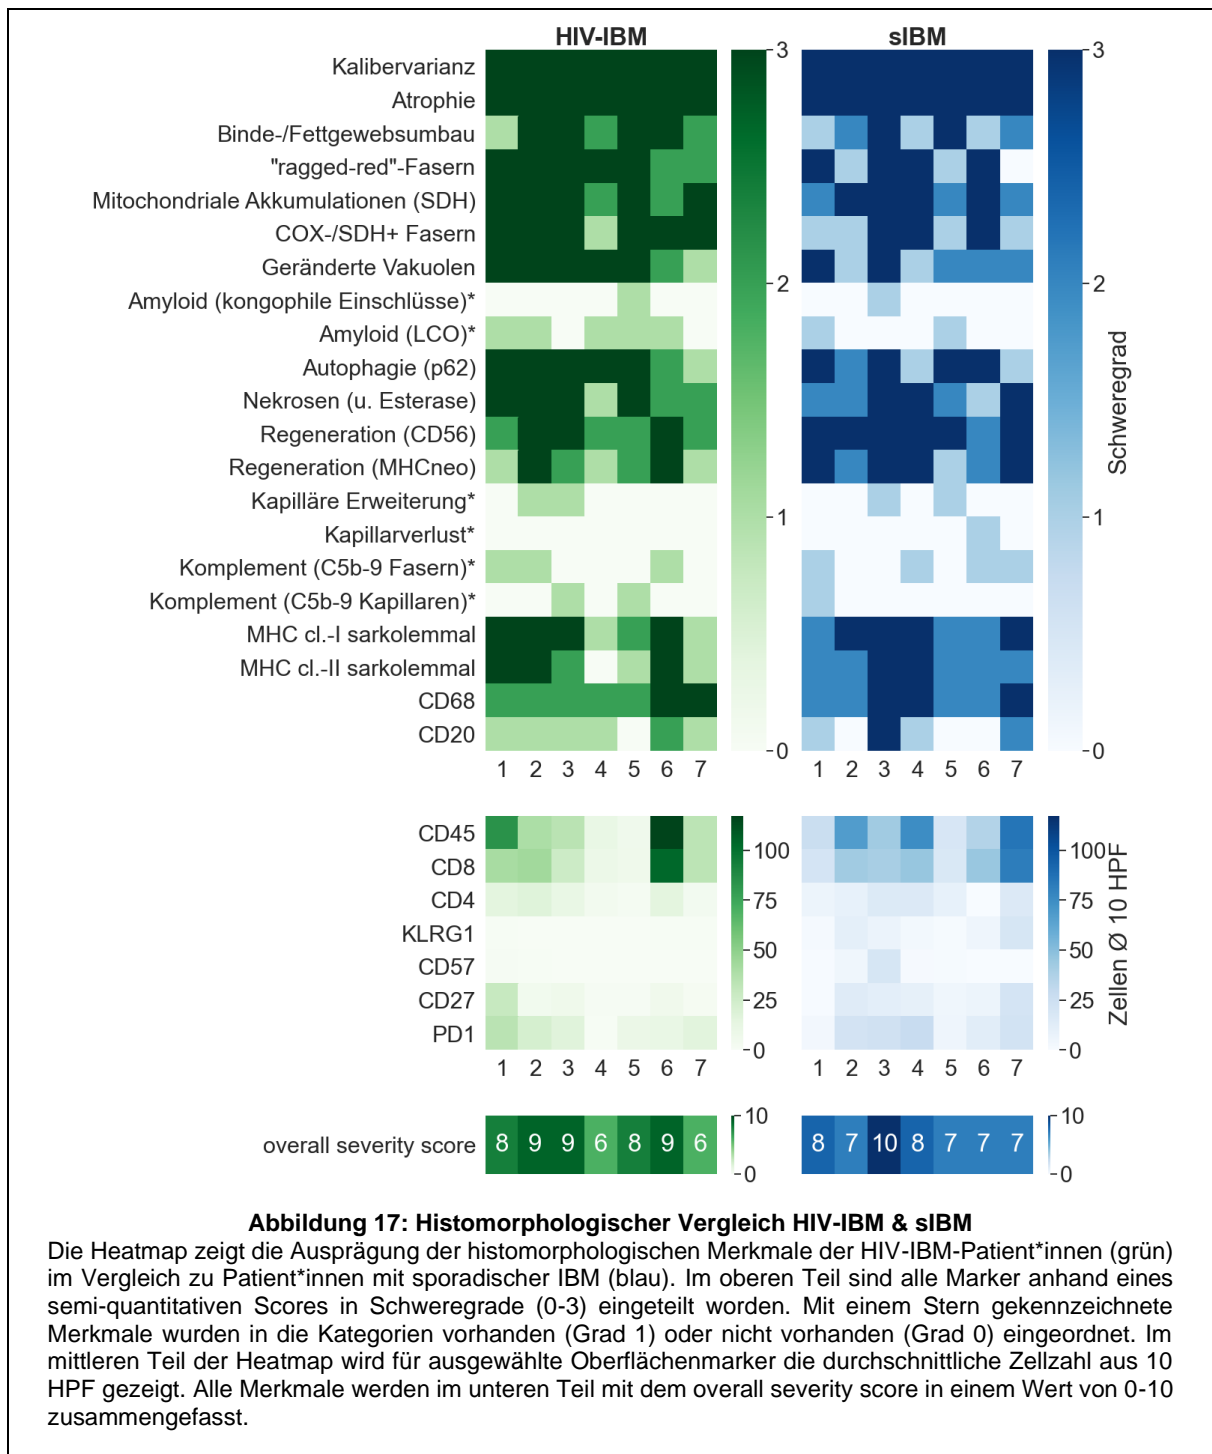 HIV-IBM sIBM
Kalibervarianz 3 3
Atrophie
Binde-/Fettgewebsumbau
"ragged-red"-Fasern
Mitochondriale Akkumulationen (SDH)
COX-/SDH+ Fasern
Geränderte Vakuolen 2 2
Amyloid (kongophile Einschlüsse)*
Amyloid (LCO)*
Autophagie (p62)
Nekrosen (u. Esterase) Schweregrad
Regeneration (CD56)
Regeneration (MHCneo)
Kapilläre Erweiterung* 1 1
Kapillarverlust*
Komplement (C5b-9 Fasern)*
Komplement (C5b-9 Kapillaren)*
MHC cl.-I sarkolemmal
MHC cl.-II sarkolemmal
CD68
CD20 0 0
1 2 3 4 5 6 7 1 2 3 4 5 6 7
CD45 100 100
CD8
CD4 75 75
KLRG1 50 50
CD57
CD27 25 25
PD1 0 0
Zellen Ø 10 HPF
1 2 3 4 5 6 7 1 2 3 4 5 6 7
10 10
overall severity score 8 9 9 6 8 9 6 8 7 10 8 7 7 7
0 0
Abbildung 17: Histomorphologischer Vergleich HIV-IBM & sIBM
Die Heatmap zeigt die Ausprägung der histomorphologischen Merkmale der HIV-IBM-Patient*innen (grün)
im Vergleich zu Patient*innen mit sporadischer IBM (blau). Im oberen Teil sind alle Marker anhand eines
semi-quantitativen Scores in Schweregrade (0-3) eingeteilt worden. Mit einem Stern gekennzeichnete
Merkmale wurden in die Kategorien vorhanden (Grad 1) oder nicht vorhanden (Grad 0) eingeordnet. Im
mittleren Teil der Heatmap wird für ausgewählte Oberflächenmarker die durchschnittliche Zellzahl aus 10
HPF gezeigt. Alle Merkmale werden im unteren Teil mit dem overall severity score in einem Wert von 0-10
zusammengefasst.